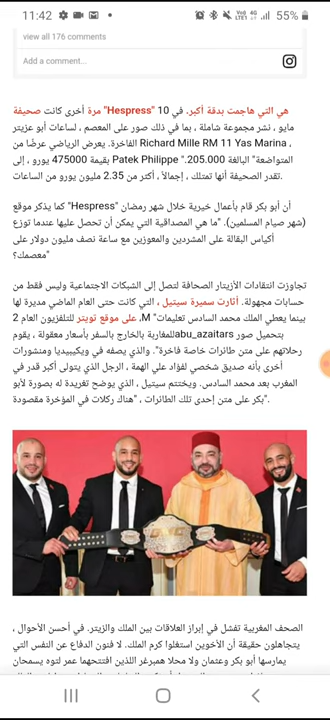 11:42
55%
view all 176 comments
Add a comment...
هي التي هاجمت بدقة أكبر. في 10 "Hespress" مرة أخرى كانت صحيفة
مايو ، نشر مجموعة شاملة ، بما في ذلك صور على المعصم ، لساعات أبو عزيتر
، Richard Mille RM 11 Yas Marina الفاخرة. يعرض الرياضي عرضًا من
المتواضعة" البالغة 205.000." Patek Philippe بقيمة 475000 يورو ، إلى
.تقدر الصحيفة أنها تمتلك ، إجمالاً ، أكثر من 2.35 مليون يورو من الساعات
أن أبو بكر قام بأعمال خيرية خلال شهر رمضان "Hespress" كما يذكر موقع
(شهر صيام المسلمين). "ما هي المصداقية التي يمكن أن تحصل عليها عندما توزع
أكياس البقالة على المشردين والمعوزين مع ساعة نصف مليون دولار على
"معصمك؟
تجاوزت انتقادات الأزيتار الصحافة لتصل إلى الشبكات الاجتماعية وليس فقط من
حسابات مجهولة. أثارت سميرة سيتيل ، التي كانت حتى العام الماضي مديرة لها
بينما يعطي الملك محمد السادس تعليمات" M، على موقع تويتر للتلفزيون العام 2
بتحميل صور abu_azaitarsللمغاربة بالخارج بالسفر بأسعار معقولة ، يقوم
رحلاتهم على متن طائرات خاصة فاخرة". والذي يصفه في ويكيبيديا ومنشورات
أخرى بأنه صديق شخصي لفؤاد علي الهمة ، الرجل الذي يتولى أكبر قدر في
المغرب بعد محمد السادس. ويختتم سيتيل ، الذي يوضح تغريدة له بصورة لأبو
."بكر على متن إحدى تلك الطائرات ، "هناك ركلات في المؤخرة مفقودة
الصحف المغربية تفشل في إبراز العلاقات بين الملك والزيتر. في أحسن الأحوال ،
يتجاهلون حقيقة أن الأخوين استغلوا كرم الملك. لا فنون الدفاع عن النفس التي
يمارسها أبو بكر وعثمان ولا محلا همبرغر اللذين افتتحهما عمر لتوه يسمحان